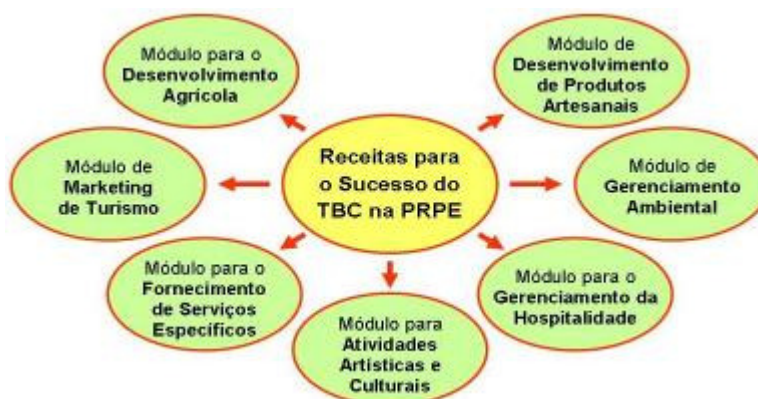 Módulo para o
Desenvolvimento
Agrícola
Módulo de
Desenvolvimento
de Produtos
Artesanais
Receitas para
o Sucesso do
TBC na PRPE
Módulo de
Marketing
de Turismo
Módulo de
Gerenciamento
Ambiental
Módulo para o
Fornecimento
de Serviços
Específicos
Módulo para o
Gerenciamento da
Hospitalidade
Módulo para
Atividades
Artísticas e
Culturais